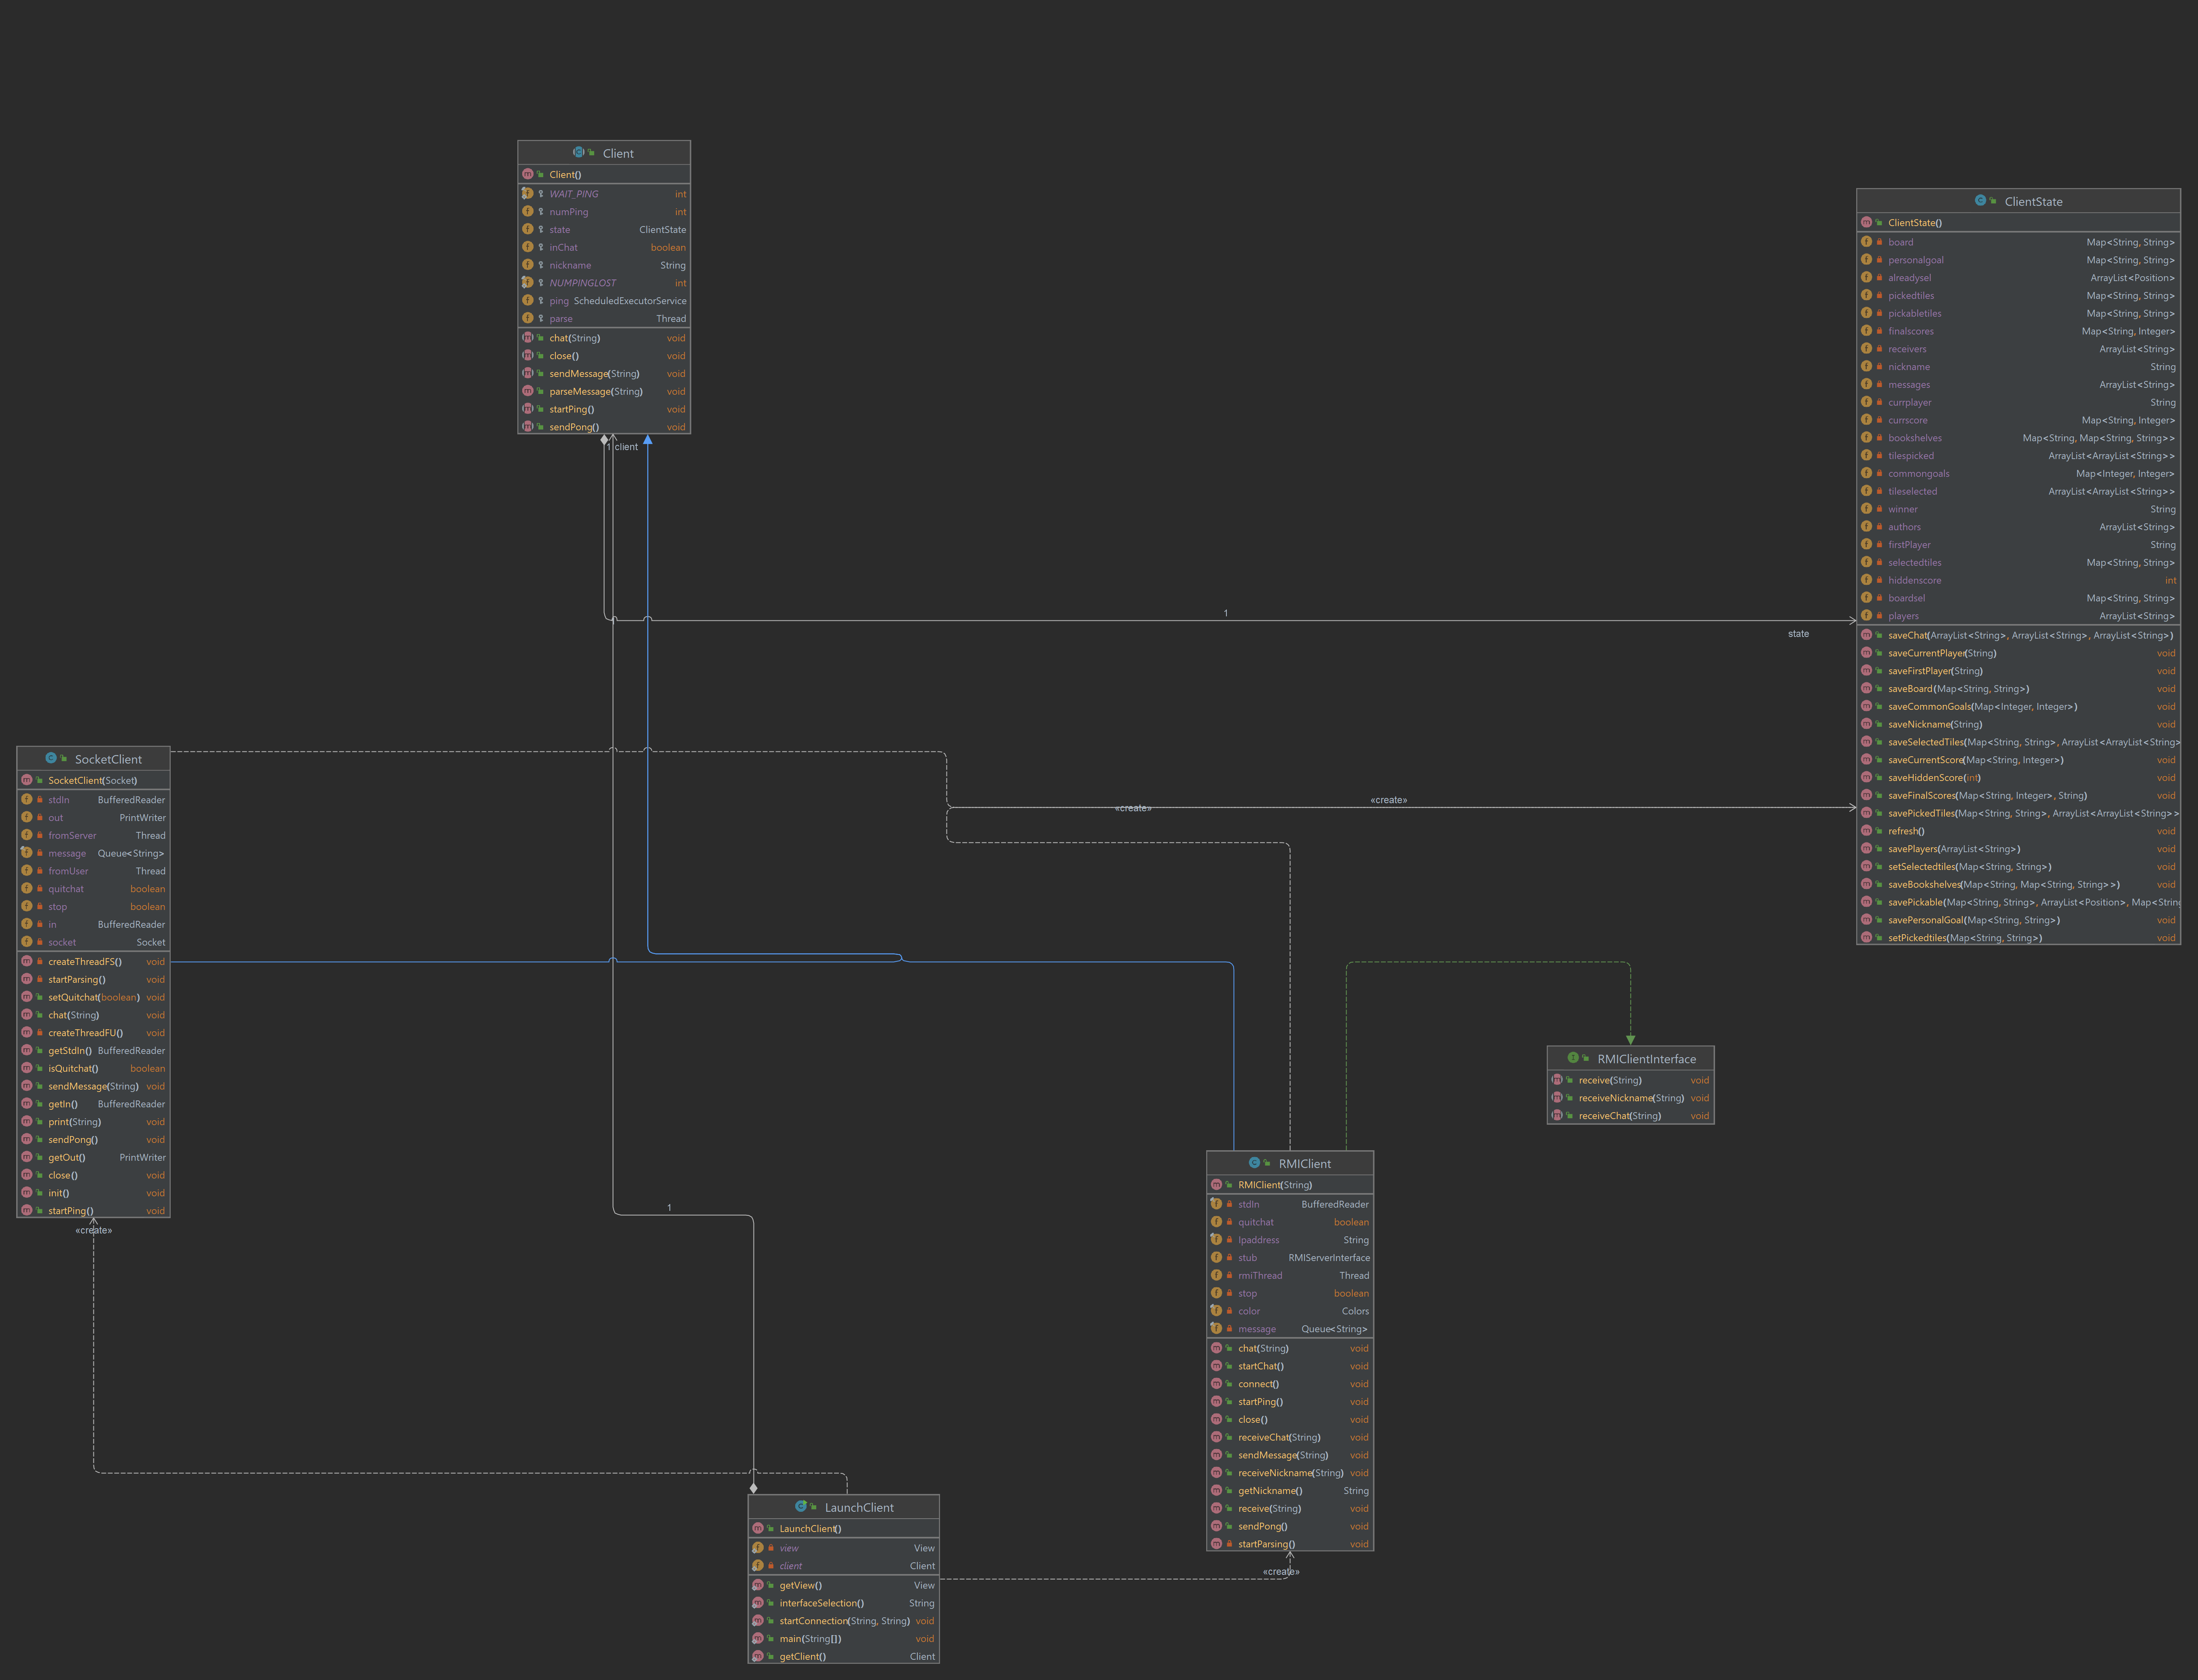 Client
Client()
WAIT_PING int
numPing int
state ClientState
inChat boolean
nickname String
NUMPINGLOST int
ping ScheduledExecutorService
parse Thread
chat(String) void
close() void
sendMessage(String) void
parseMessage(String) void
startPing() void
sendPong() void
1 client
ClientState
ClientState()
board Map<String, String>
personalgoal Map<String, String>
alreadysel ArrayList<Position>
pickedtiles Map<String, String>
pickabletiles Map<String, String>
finalscores Map<String, Integer>
receivers ArrayList<String>
nickname String
messages ArrayList<String>
currplayer String
currscore Map<String, Integer>
bookshelves Map<String, Map<String, String>>
tilespicked ArrayList<ArrayList<String>>
commongoals Map<Integer, Integer>
tileselected ArrayList<ArrayList<String>>
winner String
authors ArrayList<String>
firstPlayer String
selectedtiles Map<String, String>
hiddenscore int
boardsel Map<String, String>
players ArrayList<String>
saveChat(ArrayList<String>, ArrayList<String>, ArrayList<String>)
saveCurrentPlayer(String) void
saveFirstPlayer(String) void
saveBoard(Map<String, String>) void
saveCommonGoals(Map<Integer, Integer>) void
saveNickname(String) void
saveSelectedTiles(Map<String, String>, ArrayList<ArrayList<String>
saveCurrentScore(Map<String, Integer>) void
saveHiddenScore(int) void
saveFinalScores(Map<String, Integer>, String) void
savePickedTiles(Map<String, String>, ArrayList<ArrayList<String>>
refresh() void
savePlayers(ArrayList<String>) void
setSelectedtiles(Map<String, String>) void
saveBookshelves(Map<String, Map<String, String>>) void
savePickable(Map<String, String>, ArrayList<Position>, Map<String
savePersonalGoal(Map<String, String>) void
setPickedtiles(Map<String, String>) void
1
state
«create»
«create»
SocketClient
SocketClient(Socket)
stdIn BufferedReader
out PrintWriter
fromServer Thread
message Queue<String>
fromUser Thread
quitchat boolean
stop boolean
in BufferedReader
socket Socket
createThreadFS() void
startParsing() void
setQuitchat(boolean) void
chat(String) void
createThreadFU() void
getStdIn() BufferedReader
isQuitchat() boolean
sendMessage(String) void
getIn() BufferedReader
print(String) void
sendPong() void
getOut() PrintWriter
close() void
init() void
startPing() void
«create»
RMIClientInterface
receive(String) void
receiveNickname(String) void
receiveChat(String) void
1
RMIClient
RMIClient(String)
stdIn BufferedReader
quitchat boolean
Ipaddress String
stub RMIServerInterface
rmiThread Thread
stop boolean
color Colors
message Queue<String>
chat(String) void
startChat() void
connect() void
startPing() void
close() void
receiveChat(String) void
sendMessage(String) void
receiveNickname(String) void
getNickname() String
receive(String) void
sendPong() void
startParsing() void
«create»
LaunchClient
LaunchClient()
view View
client Client
getView() View
interfaceSelection() String
startConnection(String, String) void
main(String[]) void
getClient() Client